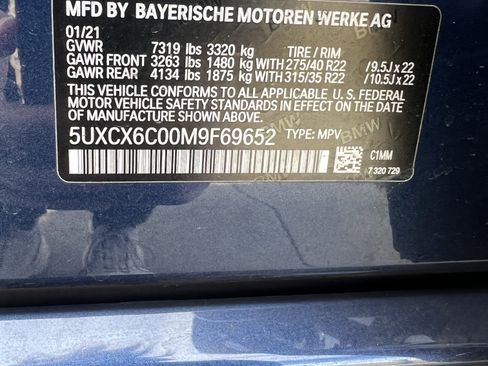 MFD BY BAYERISCHE MOTOREN WERKE AG
01/21
GVWR 7319 lbs 3320 kg TIRE / RIM
GAWR FRONT 3263 lbs 1480 kg with 275/40 R22 / 9.5J x 22
GAWR REAR 4134 lbs 1875 kg with 315/35 R22 / 10.5J x 22
THIS VEHICLE CONFORMS TO ALL APPLICABLE U.S. FEDERAL
MOTOR VEHICLE SAFETY STANDARDS IN EFFECT ON THE DATE
OF MANUFACTURE SHOWN ABOVE.
5UXCX6C00M9F69652 TYPE: MPV
C1MM
7 320 729
BMW
BMW
BMW